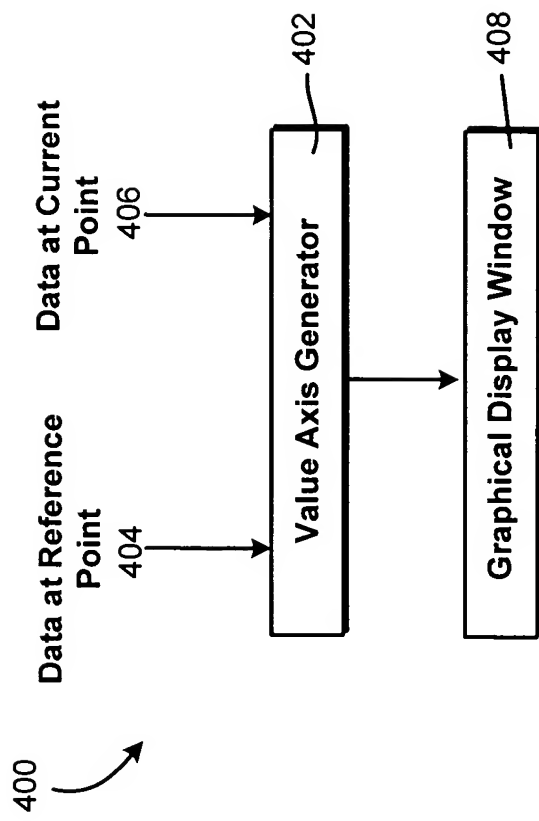 400
Data at Reference
Point
404
Data at Current
Point
406
Value Axis Generator
402
Graphical Display Window
408